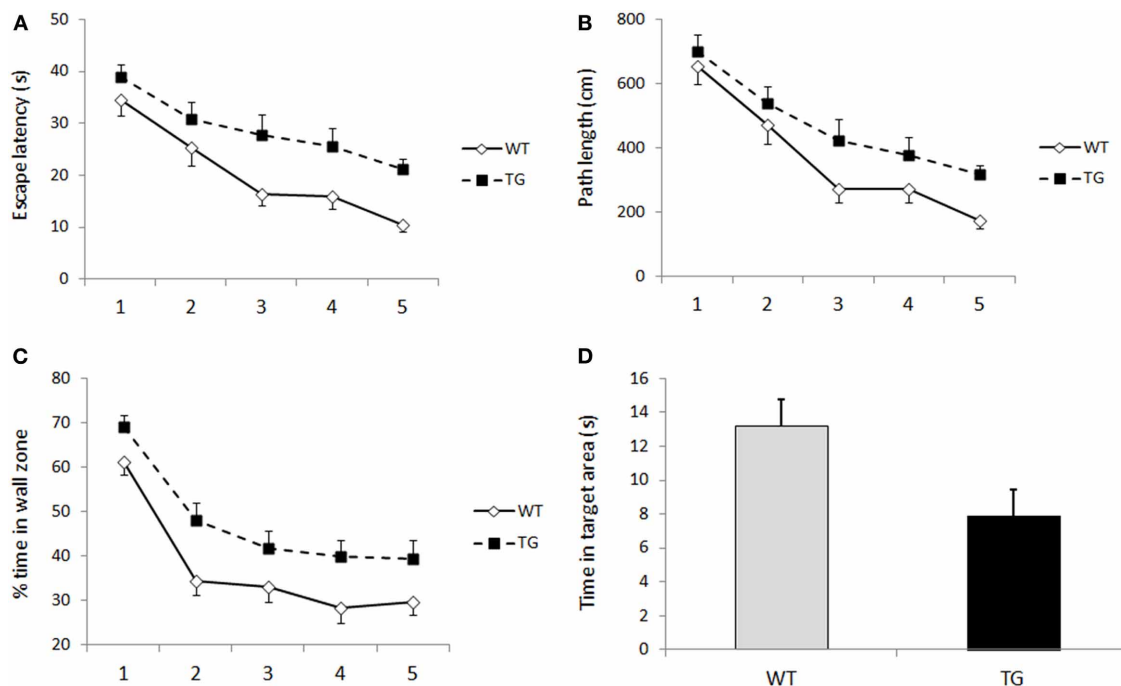 A
Escape latency (s)
50
40
30
20
10
0
1 2 3 4 5
WT
TG
B
Path length (cm)
800
600
400
200
0
1 2 3 4 5
WT
TG
C
% time in wall zone
80
70
60
50
40
30
20
1 2 3 4 5
WT
TG
D
Time in target area (s)
16
14
12
10
8
6
4
2
0
WT TG